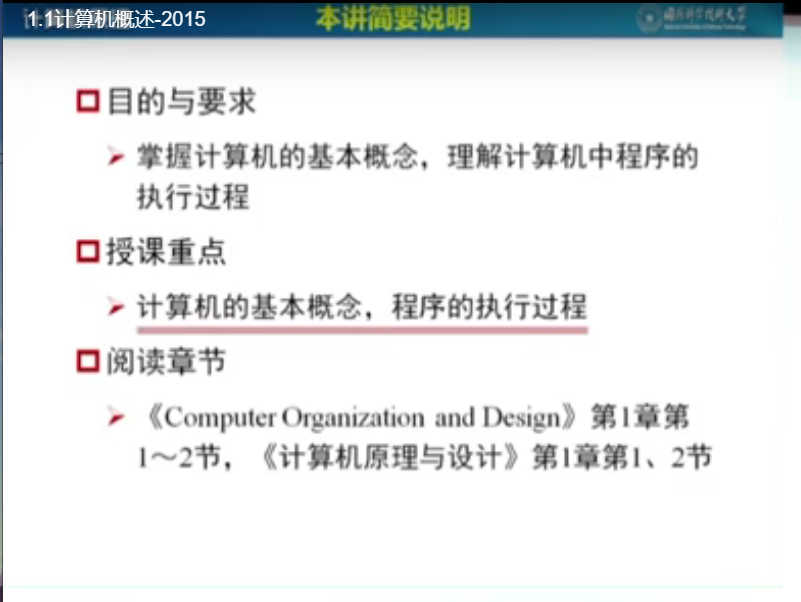 1.1计算机概述-2015
本讲简要说明
国防科学技术大学
目的与要求
掌握计算机的基本概念，理解计算机中程序的
执行过程
授课重点
计算机的基本概念，程序的执行过程
阅读章节
《Computer Organization and Design》第1章第
1～2节，《计算机原理与设计》第1章第1、2节